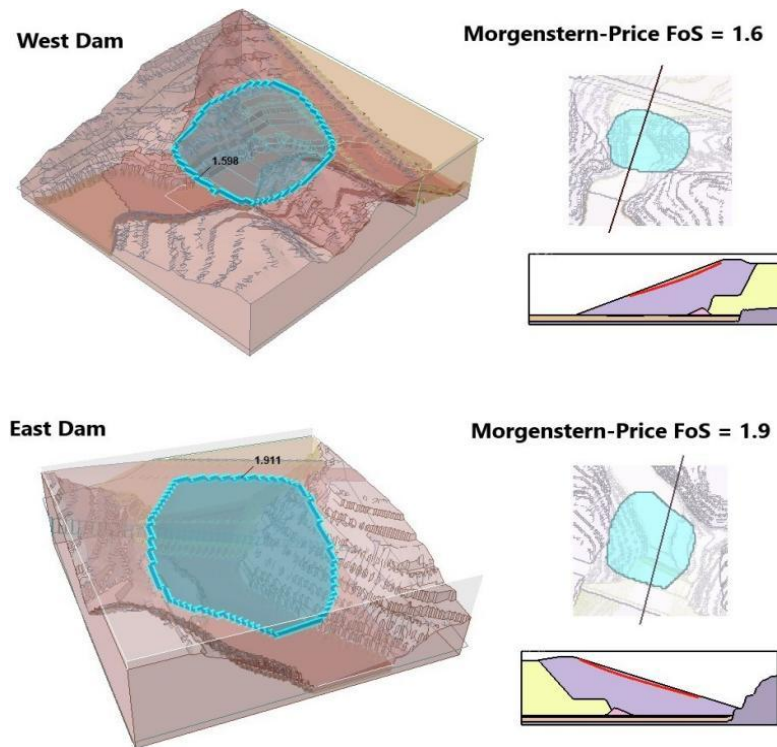 West Dam
Morgenstern-Price FoS = 1.6
1.598
East Dam
Morgenstern-Price FoS = 1.9
1.911